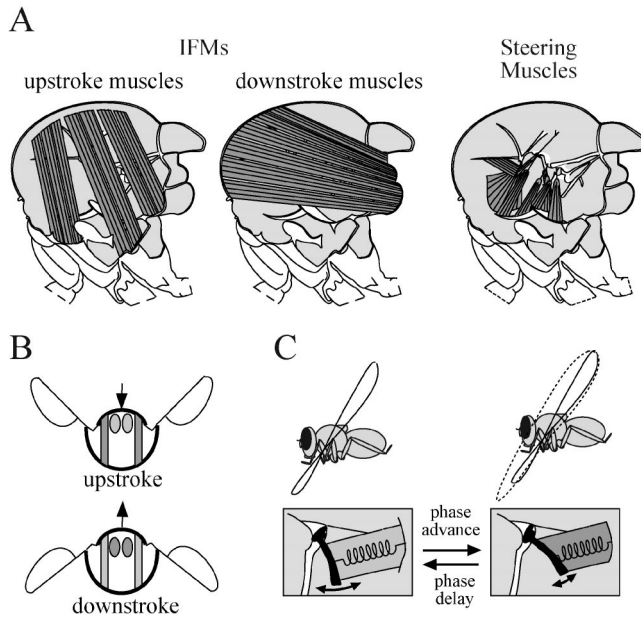 A
IFMs
Steering
Muscles
upstroke muscles
downstroke muscles
B
upstroke
downstroke
C
phase
advance
phase
delay